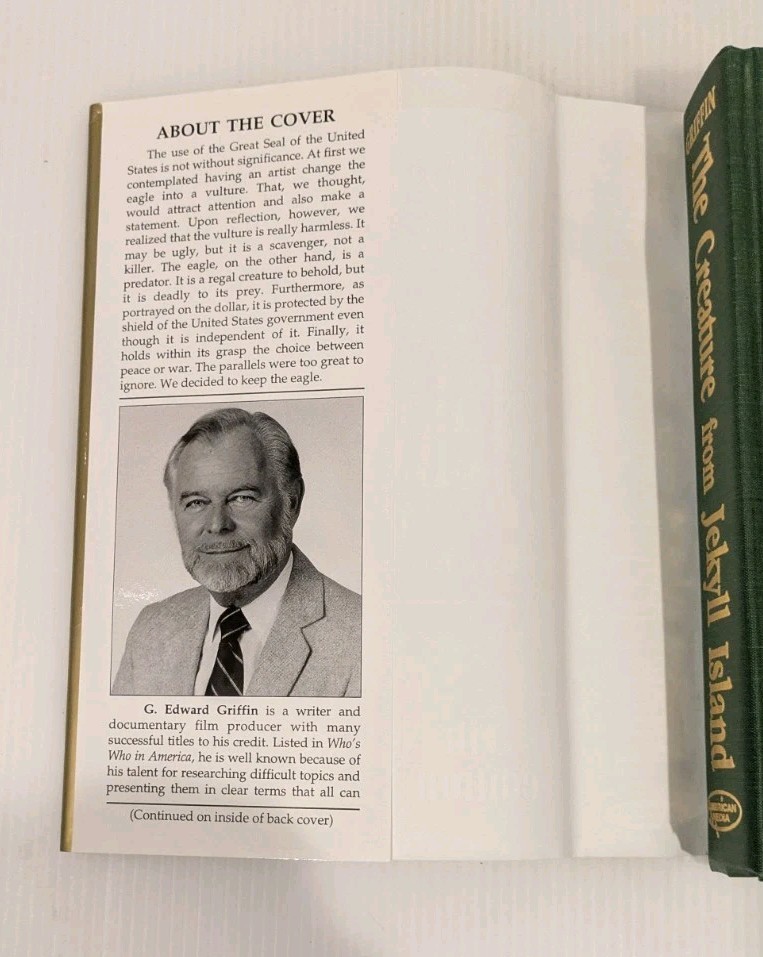 ABOUT THE COVER
The use of the Great Seal of the United
States is not without significance. At first we
contemplated having an artist change the
eagle into a vulture. That, we thought,
would attract attention and also make a
statement. Upon reflection, however, we
realized that the vulture is really harmless. It
may be ugly, but it is a scavenger, not a
killer. The eagle, on the other hand, is a
predator. It is a regal creature to behold, but
it is deadly to its prey. Furthermore, as
portrayed on the dollar, it is protected by the
shield of the United States government even
though it is independent of it. Finally, it
holds within its grasp the choice between
peace or war. The parallels were too great to
ignore. We decided to keep the eagle.
G. Edward Griffin is a writer and
documentary film producer with many
successful titles to his credit. Listed in Who's
Who in America, he is well known because of
his talent for researching difficult topics and
presenting them in clear terms that all can
(Continued on inside of back cover)
GRIFFIN
The Creature from Jekyll Island
AMERICAN
MEDIA